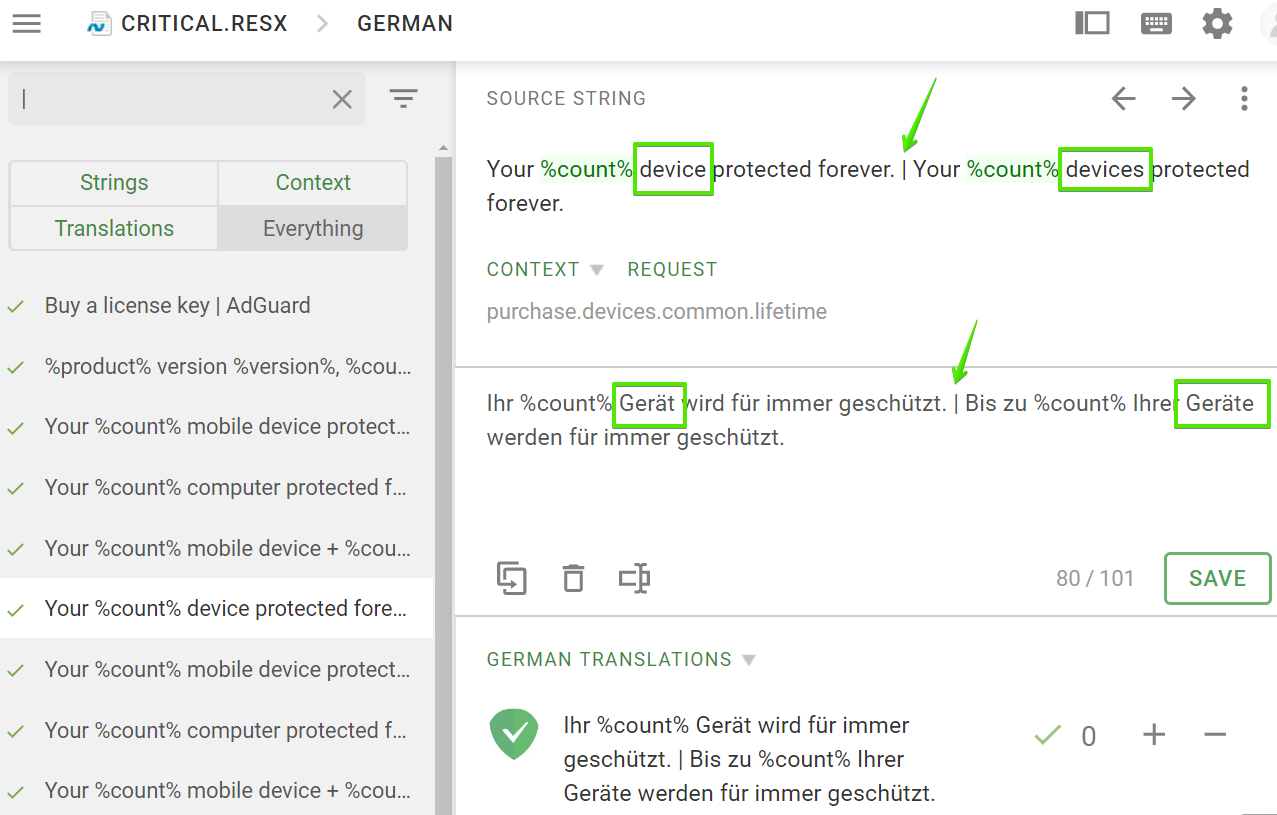 CRITICAL.RESX > GERMAN
|
Strings Context
Translations Everything
Buy a license key | AdGuard
%product% version %version%, %cou...
Your %count% mobile device protect...
Your %count% computer protected f...
Your %count% mobile device + %cou...
Your %count% device protected fore...
Your %count% mobile device protect...
Your %count% computer protected f...
Your %count% mobile device + %cou...
SOURCE STRING
Your %count% device protected forever. | Your %count% devices protected
forever.
CONTEXT REQUEST
purchase.devices.common.lifetime
Ihr %count% Gerät wird für immer geschützt. | Bis zu %count% Ihrer Geräte
werden für immer geschützt.
80 / 101 SAVE
GERMAN TRANSLATIONS
Ihr %count% Gerät wird für immer
geschützt. | Bis zu %count% Ihrer
Geräte werden für immer geschützt.
0